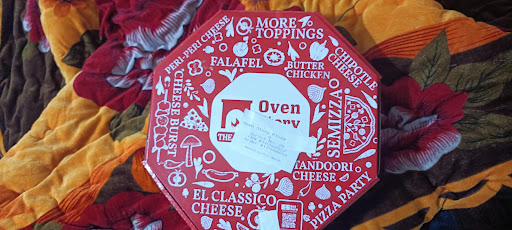 MORE
TOPPINGS
PERI-PERI CHEESE
FALAFEL
BUTTER
CHICKEN
CHIPOTLE
CHEESE
CHEESE BURST
Oven
THE
SEMIZZA
TANDOORI
CHEESE
EL CLASSICO
CHEESE
PIZZA PARTY